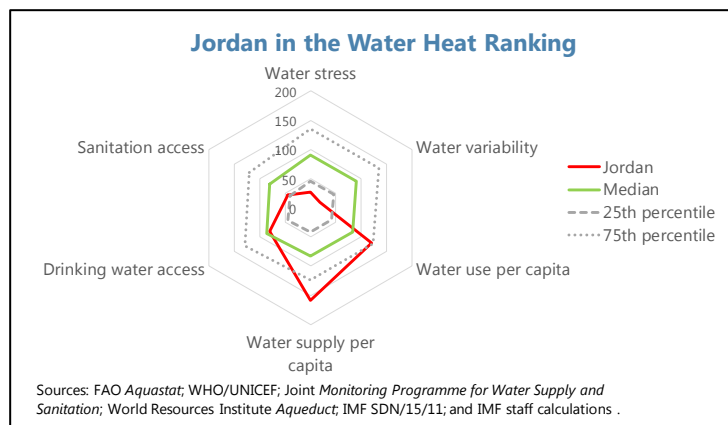 Jordan in the Water Heat Ranking
Water stress
200
150
100
50
0
Sanitation access
Water variability
Drinking water access
Water use per capita
Water supply per
capita
Jordan
Median
25th percentile
75th percentile
Sources: FAO Aquastat; WHO/UNICEF; Joint Monitoring Programme for Water Supply and
Sanitation; World Resources Institute Aqueduct; IMF SDN/15/11; and IMF staff calculations .